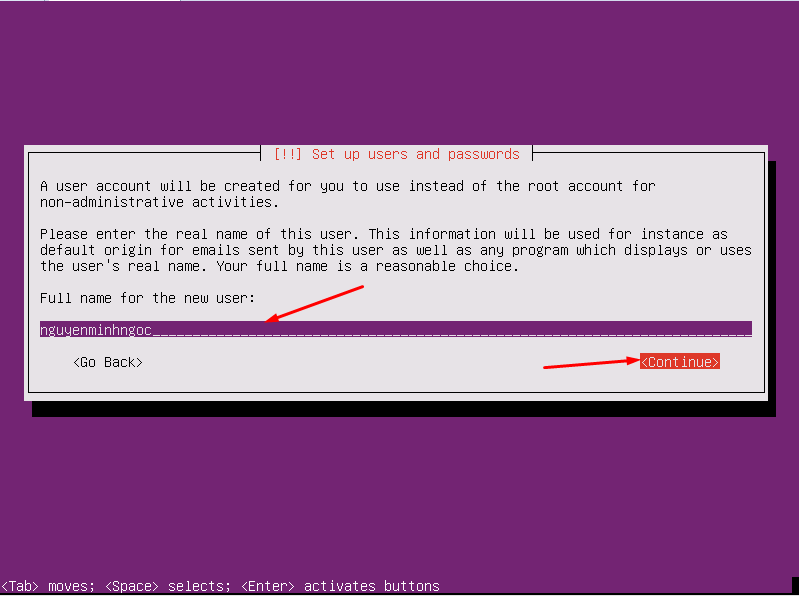 [!!] Set up users and passwords
A user account will be created for you to use instead of the root account for
non-administrative activities.
Please enter the real name of this user. This information will be used for instance as
default origin for emails sent by this user as well as any program which displays or uses
the user's real name. Your full name is a reasonable choice.
Full name for the new user:
nguyenminhngoc
<Go Back> <Continue>
<Tab> moves; <Space> selects; <Enter> activates buttons